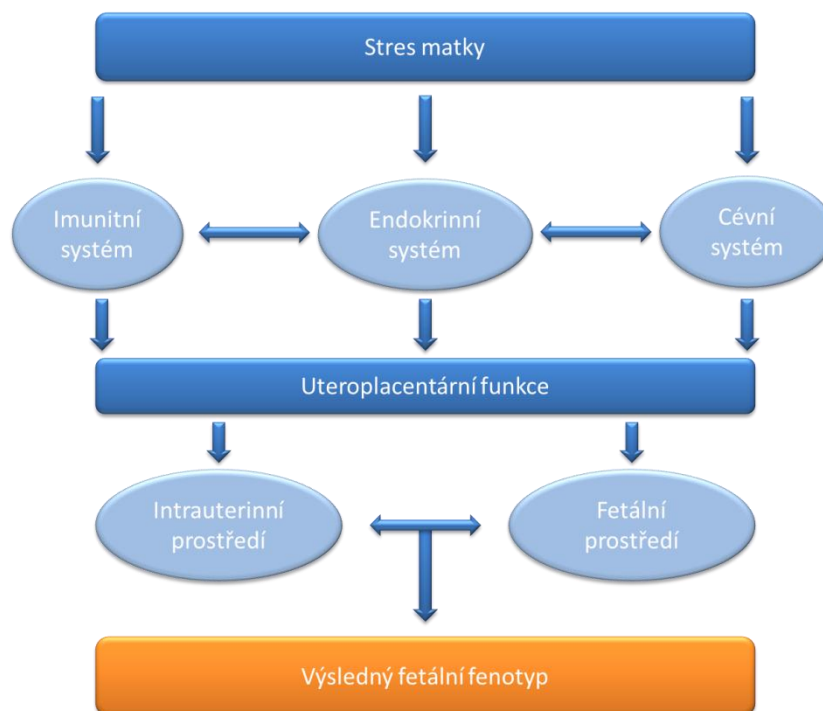 Stres matky
Imunitní
systém
Endokrinní
systém
Cévní
systém
Uteroplacentární funkce
Intrauterinní
prostředí
Fetální
prostředí
Výsledný fetální fenotyp